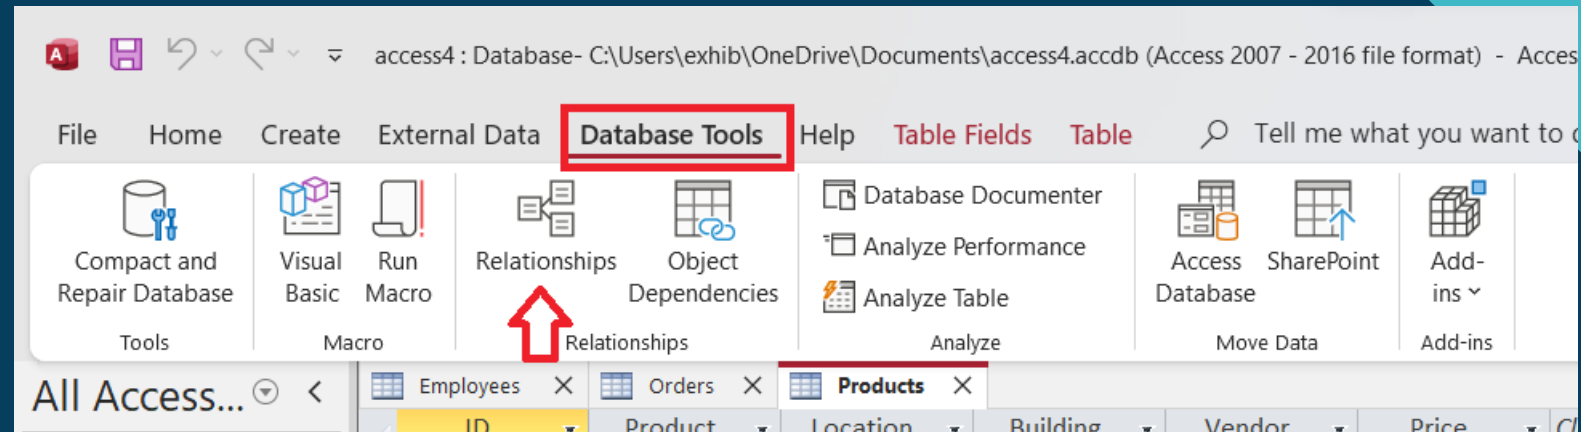 A
access4 : Database- C:\Users\exhib\OneDrive\Documents\access4.accdb (Access 2007 - 2016 file format) - Acces
File Home Create External Data Database Tools Help Table Fields Table Tell me what you want to
Compact and Repair Database
Visual Basic
Run Macro
Relationships
Object Dependencies
Database Documenter
Analyze Performance
Analyze Table
Access Database
SharePoint
Add-ins
Tools Macro Relationships Analyze Move Data Add-ins
All Access...
Employees Orders Products
ID Product Location Building Vendor Price